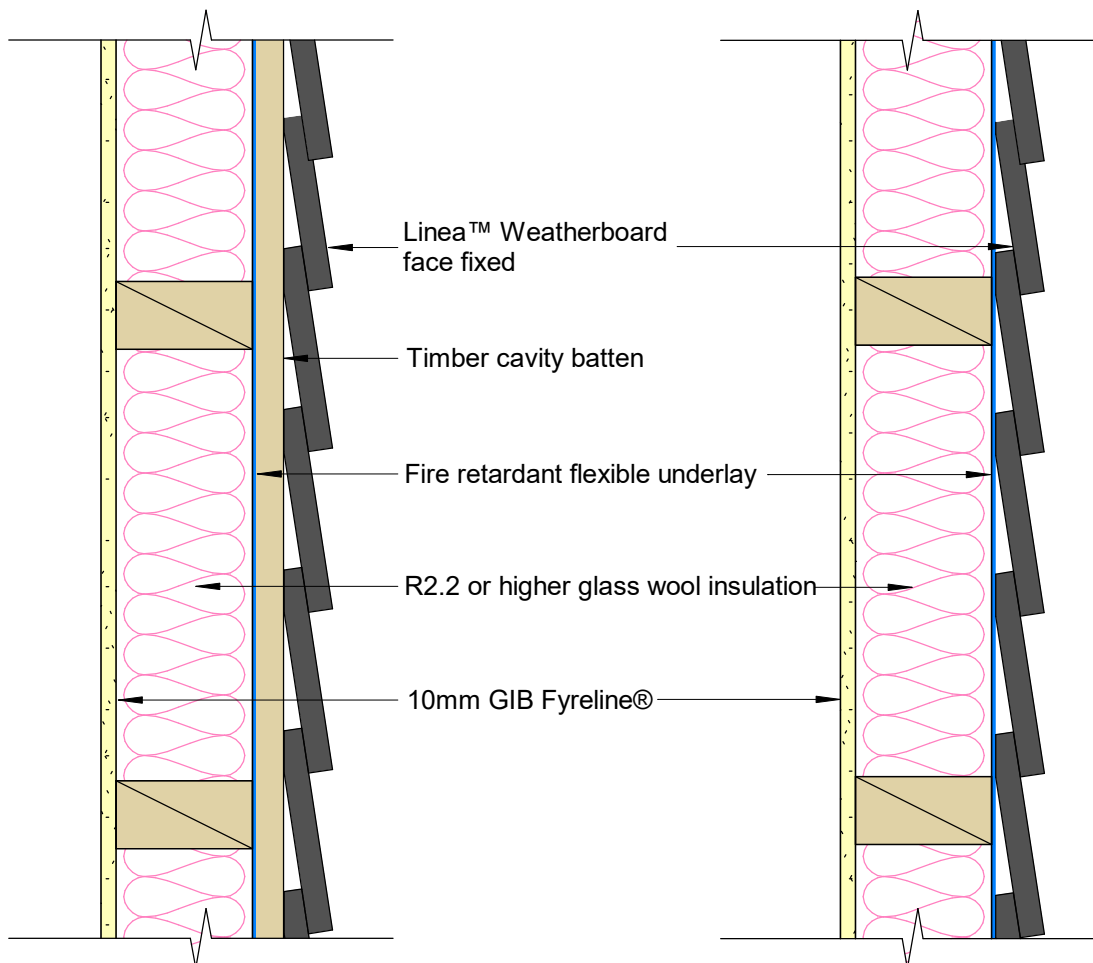 Linea™ Weatherboard
face fixed
Timber cavity batten
Fire retardant flexible underlay
R2.2 or higher glass wool insulation
10mm GIB Fyreline®